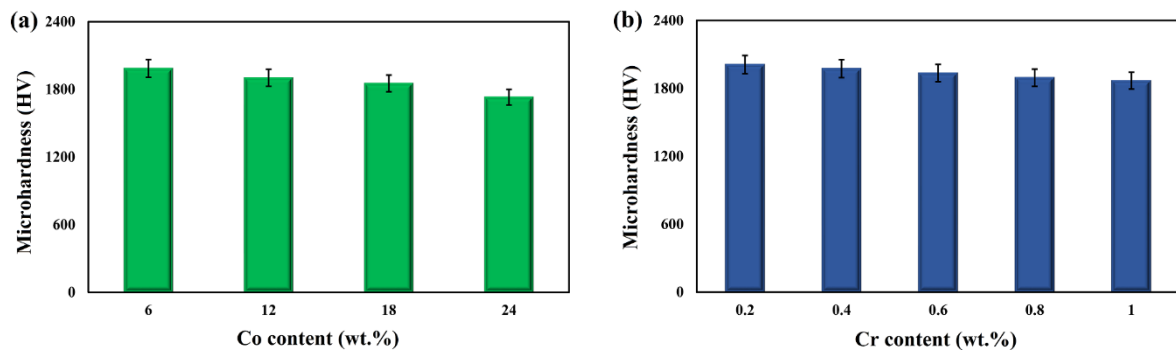 (a)
Microhardness (HV)
2400
1800
1200
600
0
6 12 18 24
Co content (wt.%)
(b)
Microhardness (HV)
2400
1800
1200
600
0
0.2 0.4 0.6 0.8 1
Cr content (wt.%)